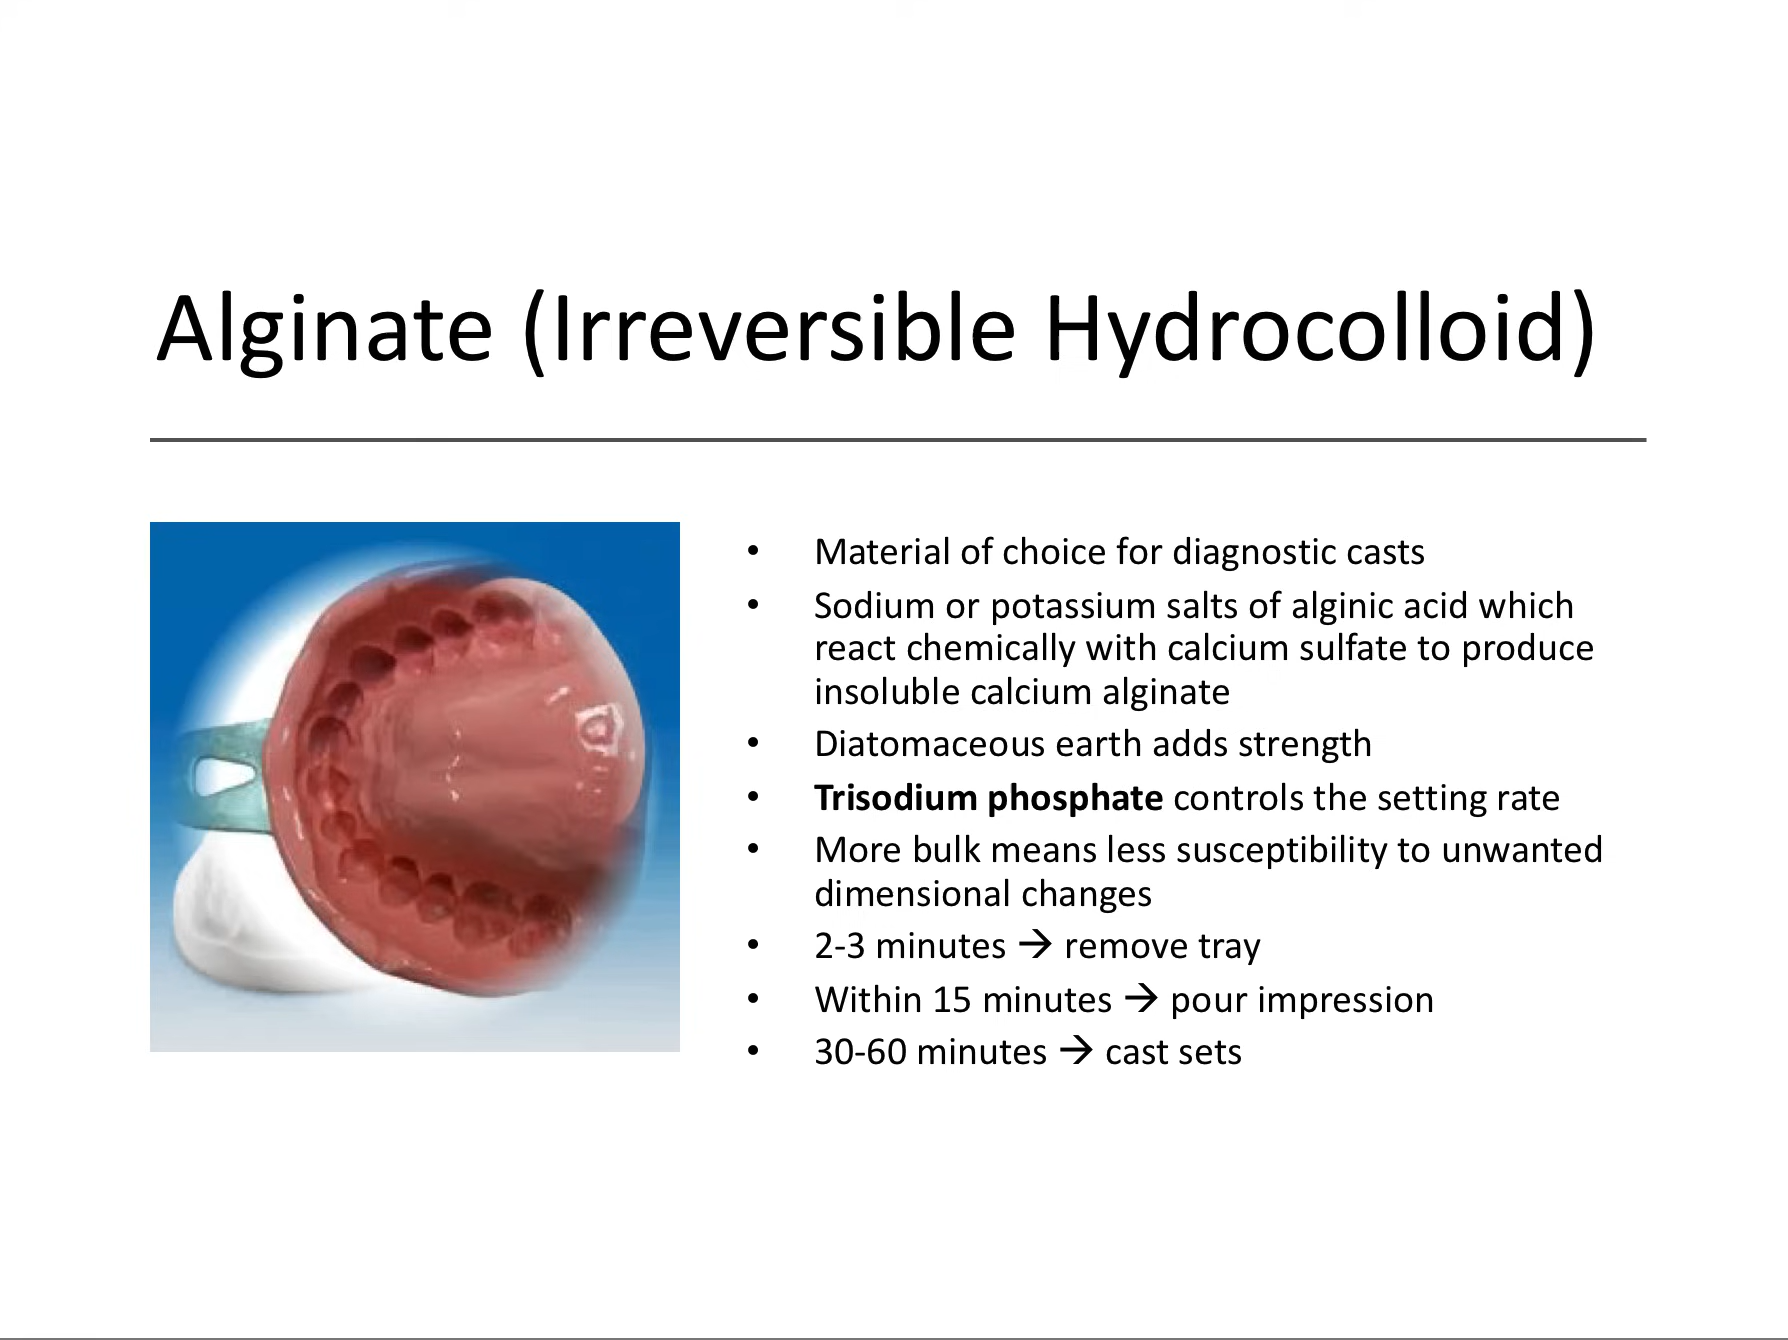 Alginate (Irreversible Hydrocolloid)
• Material of choice for diagnostic casts
• Sodium or potassium salts of alginic acid which
react chemically with calcium sulfate to produce
insoluble calcium alginate
• Diatomaceous earth adds strength
• Trisodium phosphate controls the setting rate
• More bulk means less susceptibility to unwanted
dimensional changes
• 2-3 minutes → remove tray
• Within 15 minutes → pour impression
• 30-60 minutes → cast sets